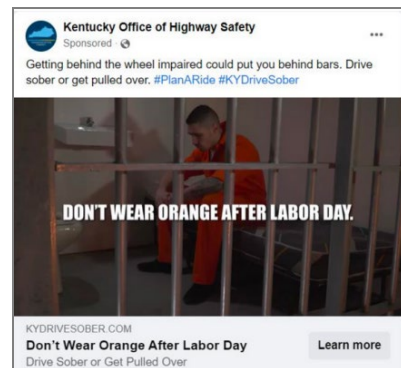 Kentucky Office of Highway Safety
Sponsored ·
Getting behind the wheel impaired could put you behind bars. Drive
sober or get pulled over. #PlanARide #KYDriveSober
DON'T WEAR ORANGE AFTER LABOR DAY.
KYDRIVESOBER.COM
Don't Wear Orange After Labor Day
Learn more
Drive Sober or Get Pulled Over